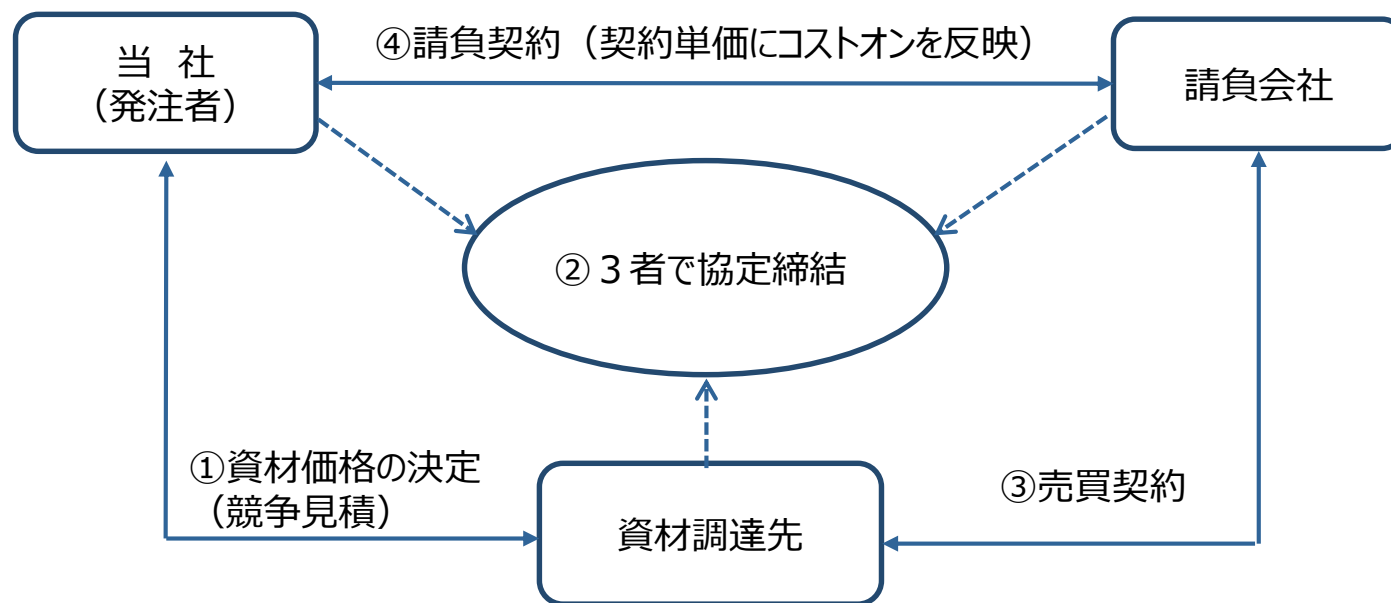 ④請負契約（契約単価にコストオンを反映）
当 社
（発注者）
請負会社
②３者で協定締結
①資材価格の決定
（競争見積）
③売買契約
資材調達先